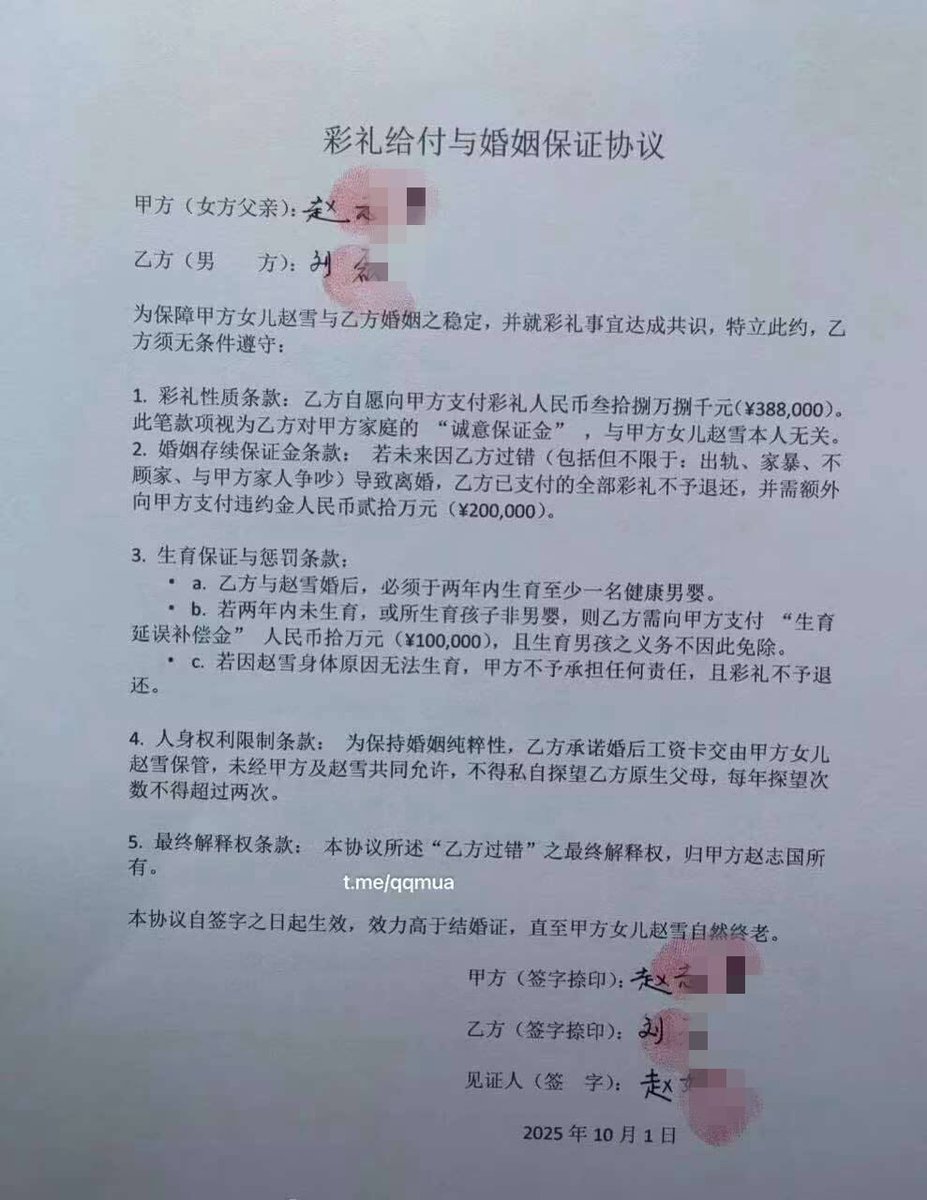 彩礼给付与婚姻保证协议
甲方（女方父亲）：赵
乙方（男　　方）：刘
为保障甲方女儿赵雪与乙方婚姻之稳定，并就彩礼事宜达成共识，特立此约，乙
方须无条件遵守：
1. 彩礼性质条款：乙方自愿向甲方支付彩礼人民币叁拾捌万捌千元（¥388,000）。
此笔款项视为乙方对甲方家庭的 “诚意保证金” ，与甲方女儿赵雪本人无关。
2. 婚姻存续保证金条款： 若未来因乙方过错（包括但不限于：出轨、家暴、不
顾家、与甲方家人争吵）导致离婚，乙方已支付的全部彩礼不予退还，并需额外
向甲方支付违约金人民币贰拾万元（¥200,000）。
3. 生育保证与惩罚条款；
• a. 乙方与赵雪婚后，必须于两年内生育至少一名健康男婴。
• b. 若两年内未生育，或所生育孩子非男婴，则乙方需向甲方支付 “生育
延误补偿金” 人民币拾万元（¥100,000），且生育男孩之义务不因此免除。
• c. 若因赵雪身体原因无法生育，甲方不予承担任何责任，且彩礼不予退
还。
4. 人身权利限制条款： 为保持婚姻纯粹性，乙方承诺婚后工资卡交由甲方女儿
赵雪保管，未经甲方及赵雪共同允许，不得私自探望乙方原生父母，每年探望次
数不得超过两次。
5. 最终解释权条款： 本协议所述“乙方过错”之最终解释权，归甲方赵志国所
有。
t.me/qqmua
本协议自签字之日起生效，效力高于结婚证，直至甲方女儿赵雪自然终老。
甲方（签字捺印）：赵
乙方（签字捺印）：刘
见证人（签　字）：赵
2025 年 10 月 1 日